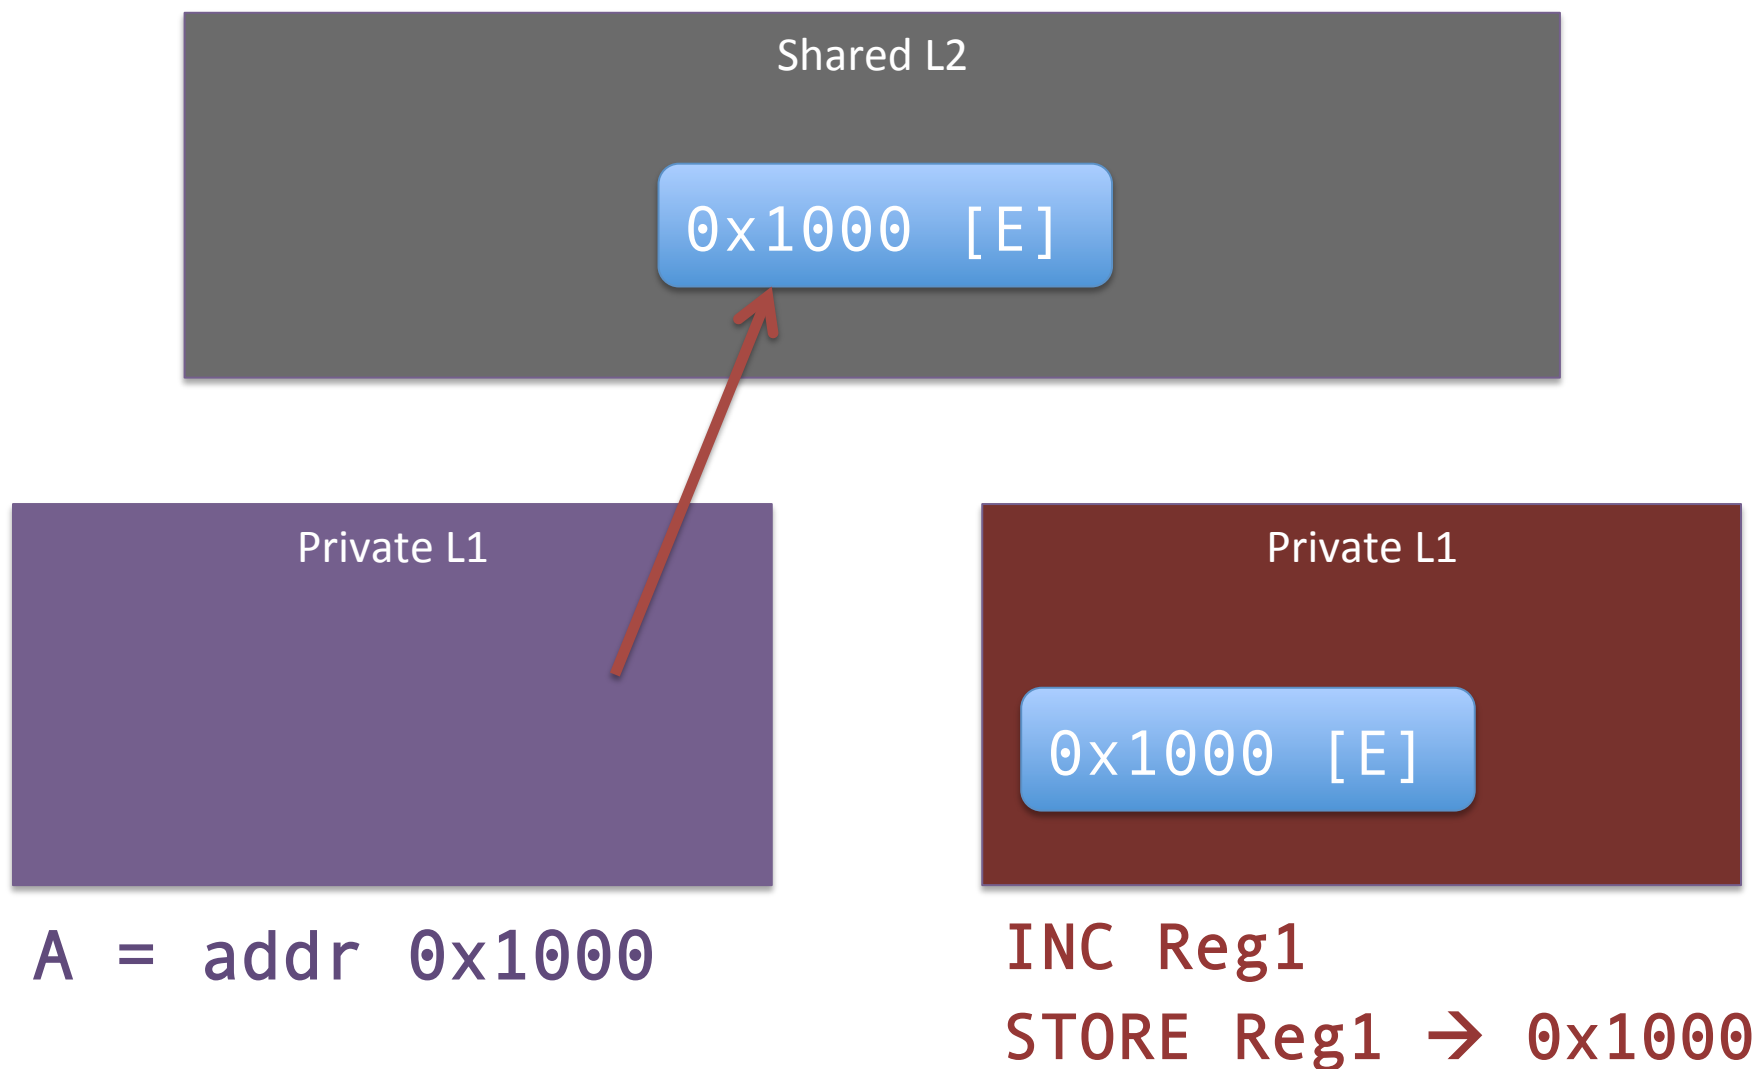 Shared L2
0x1000 [E]
Private L1
Private L1
0x1000 [E]
A = addr 0x1000
INC Reg1
STORE Reg1 → 0x1000